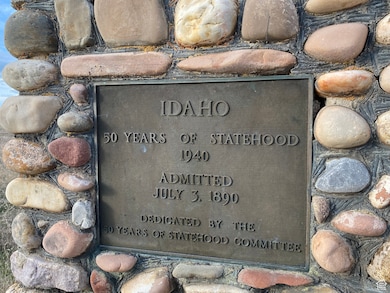 IDAHO
50 YEARS OF STATEHOOD
1940
ADMITTED
JULY 3, 1890
DEDICATED BY THE
50 YEARS OF STATEHOOD COMMITTEE